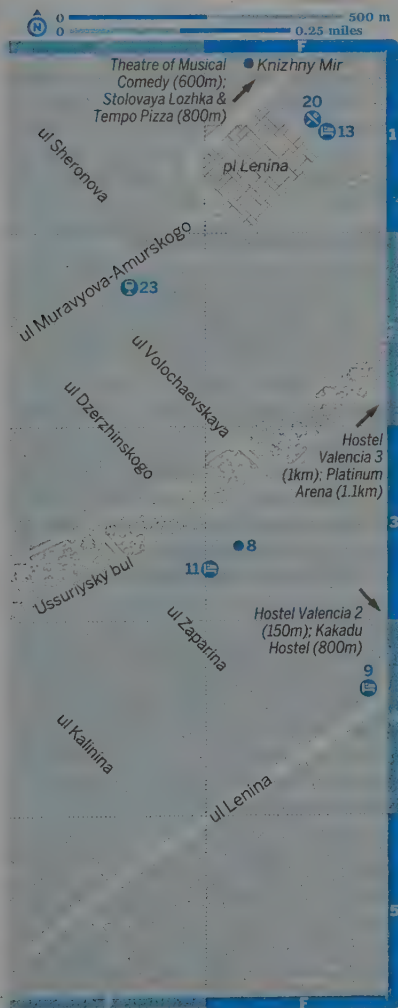 N
0 500 m
0 0.25 miles
F
Theatre of Musical
Comedy (600m);
Stolovaya Lozhka &
Tempo Pizza (800m)
Knizhny Mir
20
13
1
ul Sheronova
pl Lenina
ul Muravyova-Amurskogo
23
ul Volochaevskaya
ul Dzerzhinskogo
Hostel
Valencia 3
(1km); Platinum
Arena (1.1km)
3
8
11
Ussuriysky bul
Hostel Valencia 2
(150m); Kakadu
Hostel (800m)
ul Zaparina
9
ul Kalinina
ul Lenina
5
F